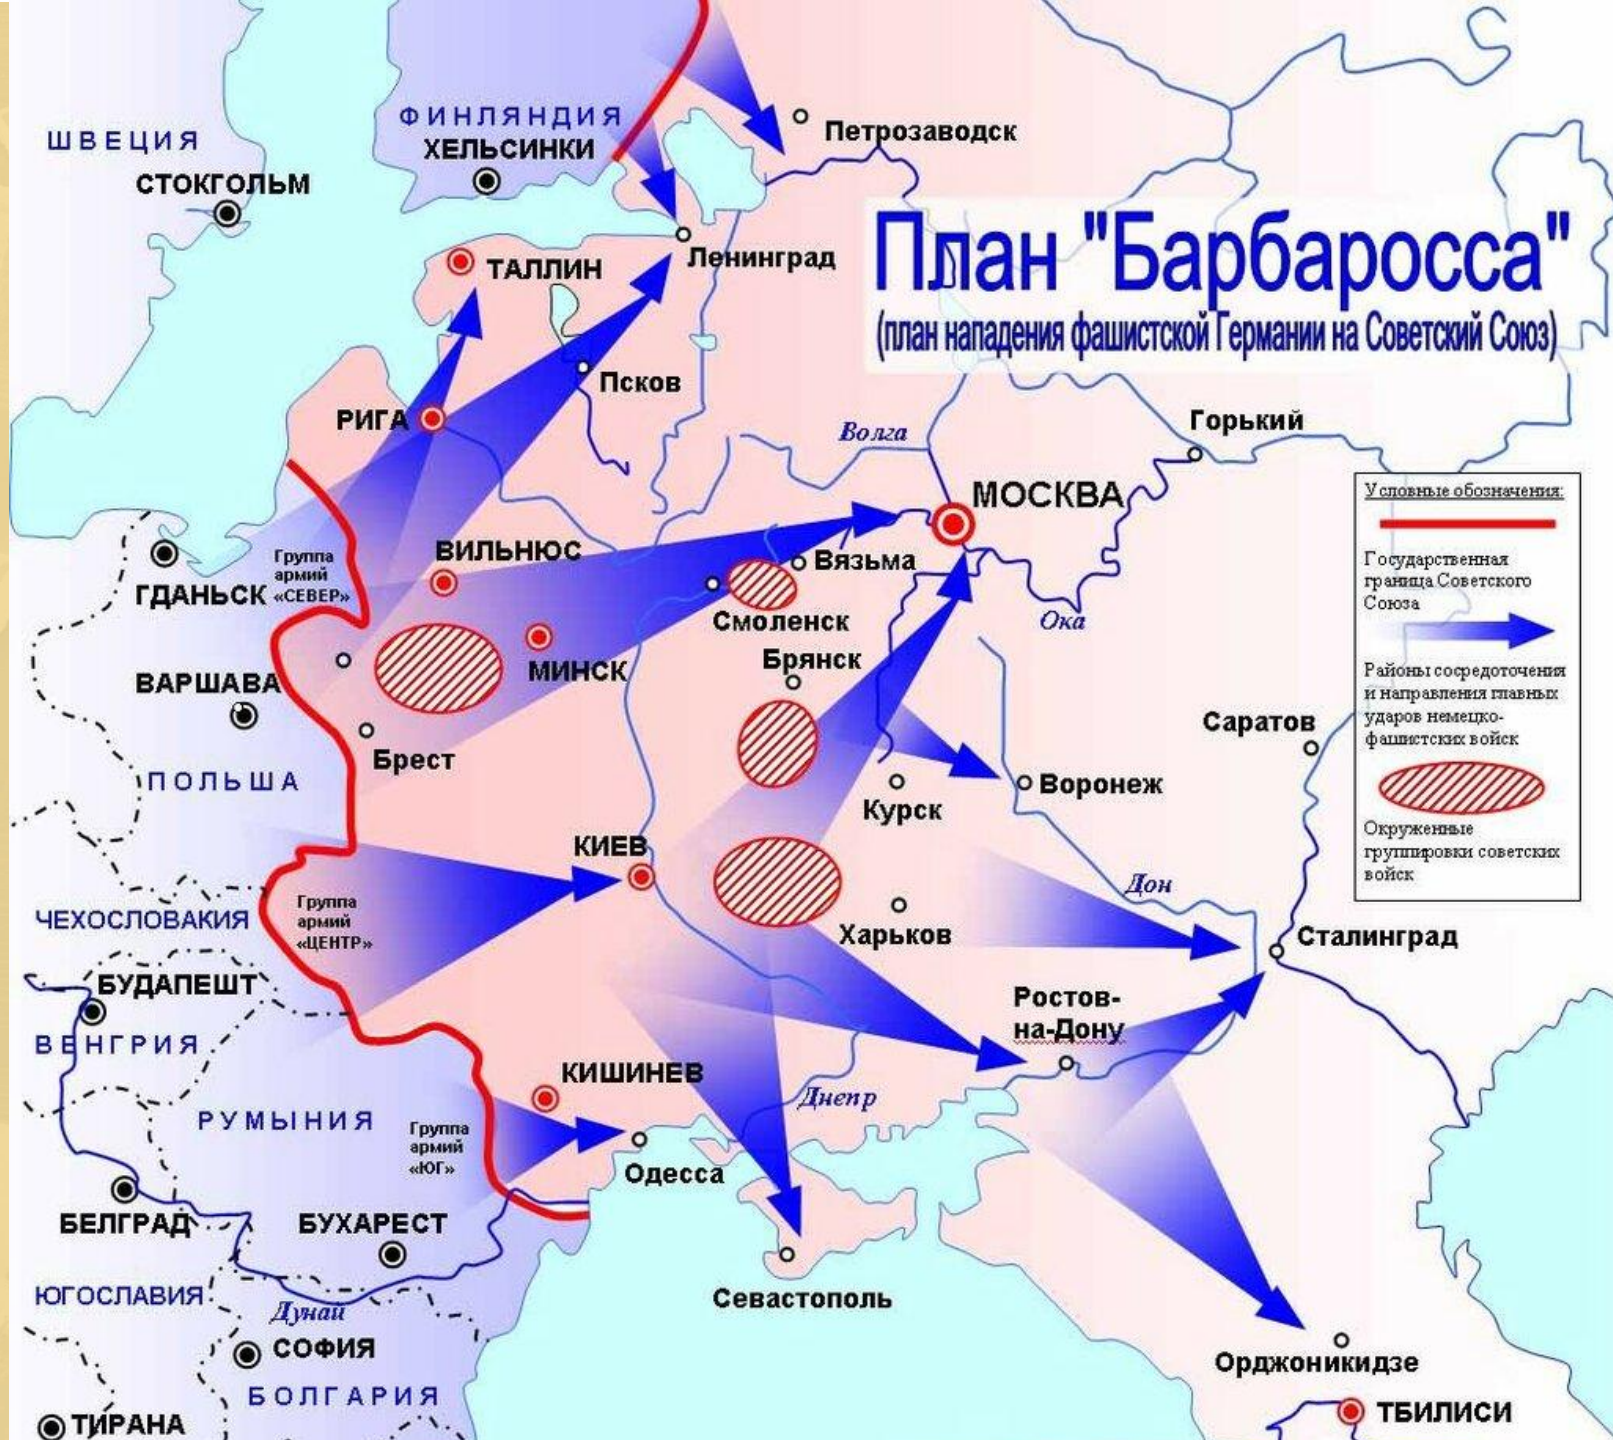 План "Барбаросса"
(план нападения фашистской Германии на Советский Союз)
ШВЕЦИЯ
СТОКГОЛЬМ
ФИНЛЯНДИЯ
ХЕЛЬСИНКИ
Петрозаводск
Ленинград
ТАЛЛИН
Псков
РИГА
Волга
Горький
МОСКВА
Группа
армий
«СЕВЕР»
ГДАНЬСК
ВИЛЬНЮС
Вязьма
Смоленск
Ока
МИНСК
Брянск
ВАРШАВА
Брест
ПОЛЬША
Саратов
Воронеж
Курск
КИЕВ
Дон
Харьков
Сталинград
ЧЕХОСЛОВАКИЯ
Группа
армий
«ЦЕНТР»
БУДАПЕШТ
ВЕНГРИЯ
Ростов-
на-Дону
КИШИНЕВ
Днепр
РУМЫНИЯ
Группа
армий
«ЮГ»
Одесса
БЕЛГРАД
БУХАРЕСТ
Севастополь
ЮГОСЛАВИЯ
Дунай
СОФИЯ
БОЛГАРИЯ
ТИРАНА
Орджоникидзе
ТБИЛИСИ
Условные обозначения:
Государственная
граница Советского
Союза
Районы сосредоточения
и направления главных
ударов немецко-
фашистских войск
Окруженные
группировки советских
войск